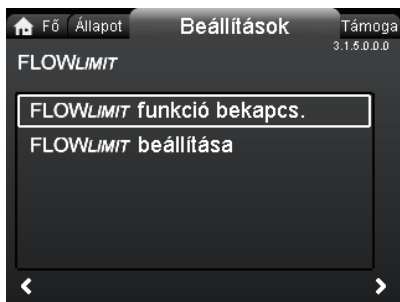 Fő Állapot Beállítások Támoga
3.1.5.0.0.0
FLOWLIMIT
FLOWLIMIT funkció bekapcs.
FLOWLIMIT beállítása